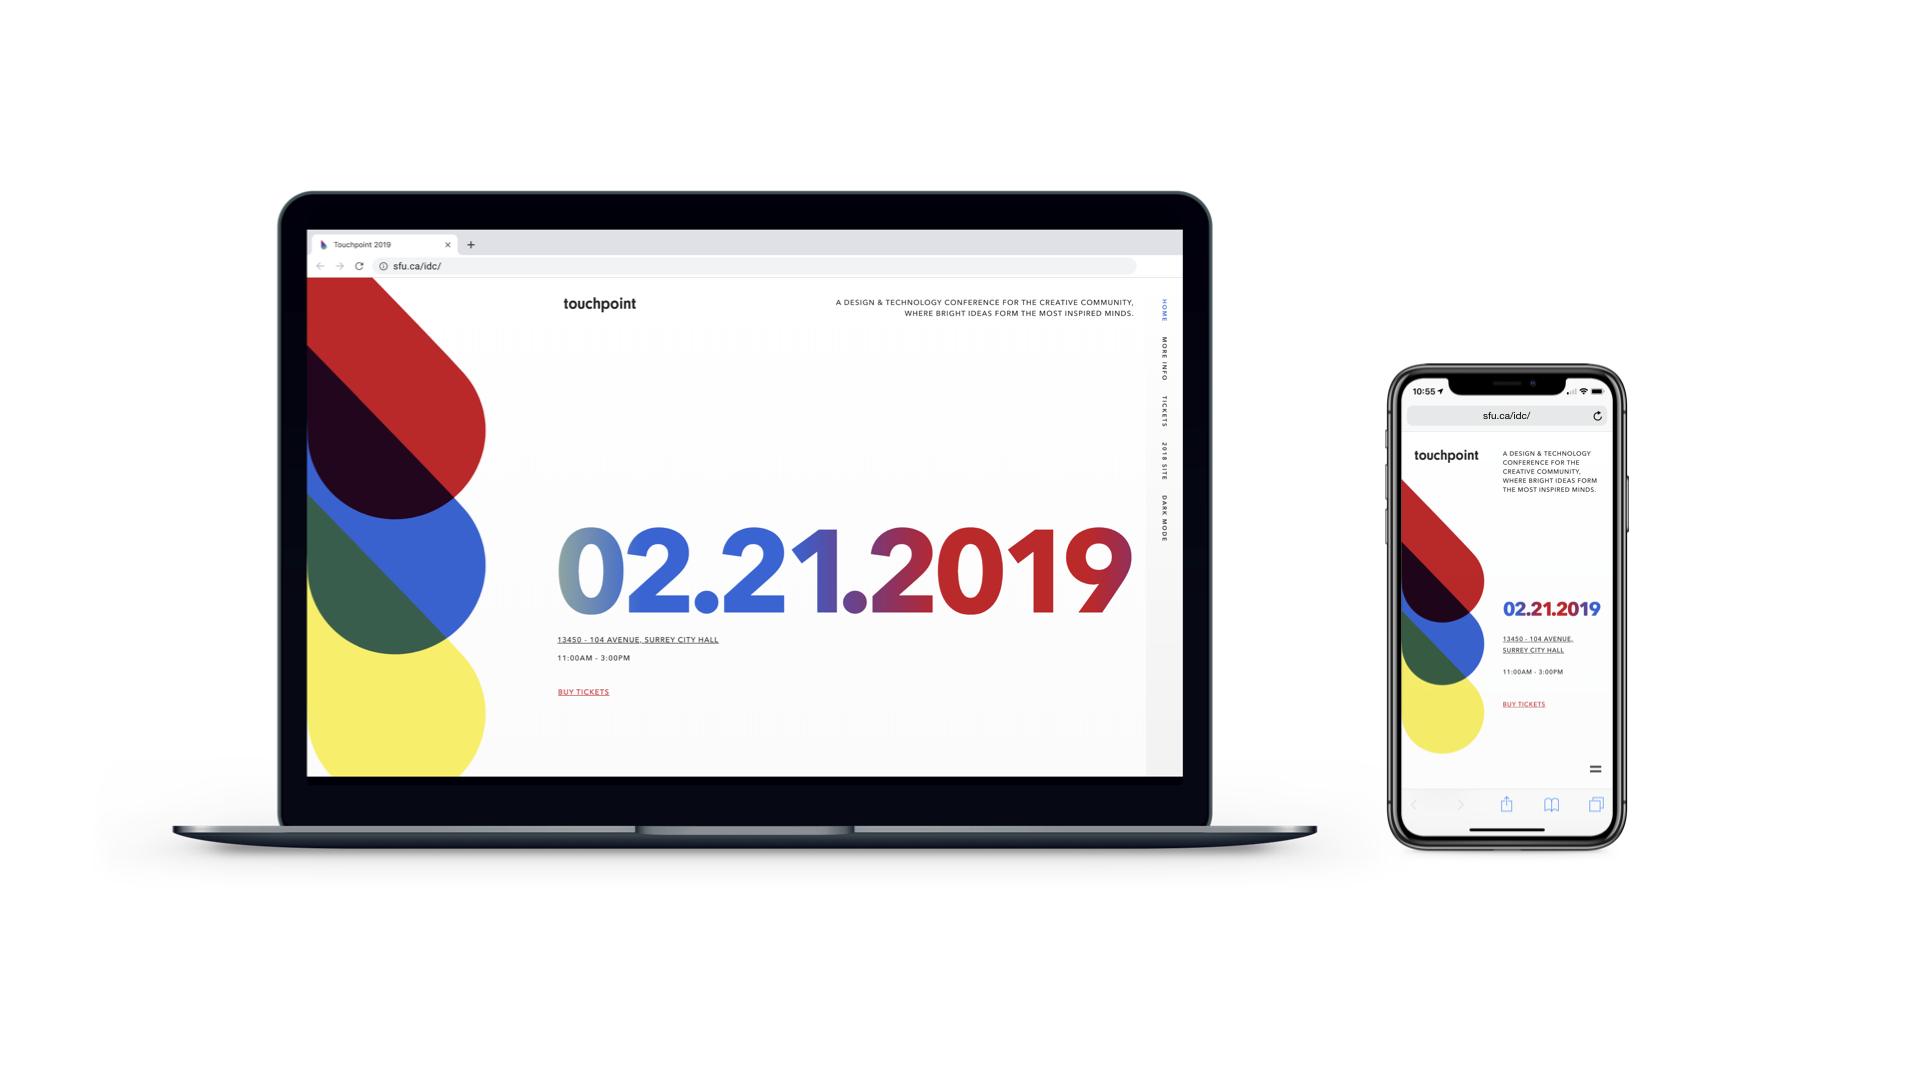 Touchpoint 2019
sfu.ca/idc/
touchpoint
A DESIGN & TECHNOLOGY CONFERENCE FOR THE CREATIVE COMMUNITY,
WHERE BRIGHT IDEAS FORM THE MOST INSPIRED MINDS.
HOME
MORE INFO
TICKETS
2018 SITE
DARK MODE
02.21.2019
13450 - 104 AVENUE, SURREY CITY HALL
11:00AM - 3:00PM
BUY TICKETS
10:55
sfu.ca/idc/
touchpoint
A DESIGN & TECHNOLOGY
CONFERENCE FOR THE
CREATIVE COMMUNITY,
WHERE BRIGHT IDEAS FORM
THE MOST INSPIRED MINDS.
02.21.2019
13450 - 104 AVENUE,
SURREY CITY HALL
11:00AM - 3:00PM
BUY TICKETS